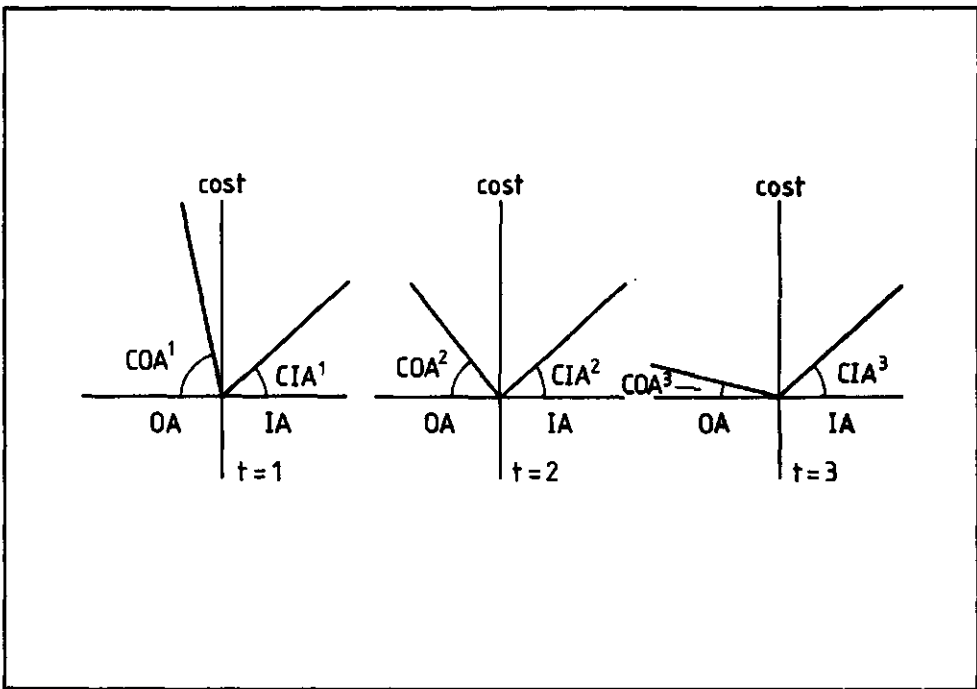 cost cost cost
COA¹ CIA¹ COA² CIA² COA³ CIA³
OA IA OA IA OA IA
t=1 t=2 t=3